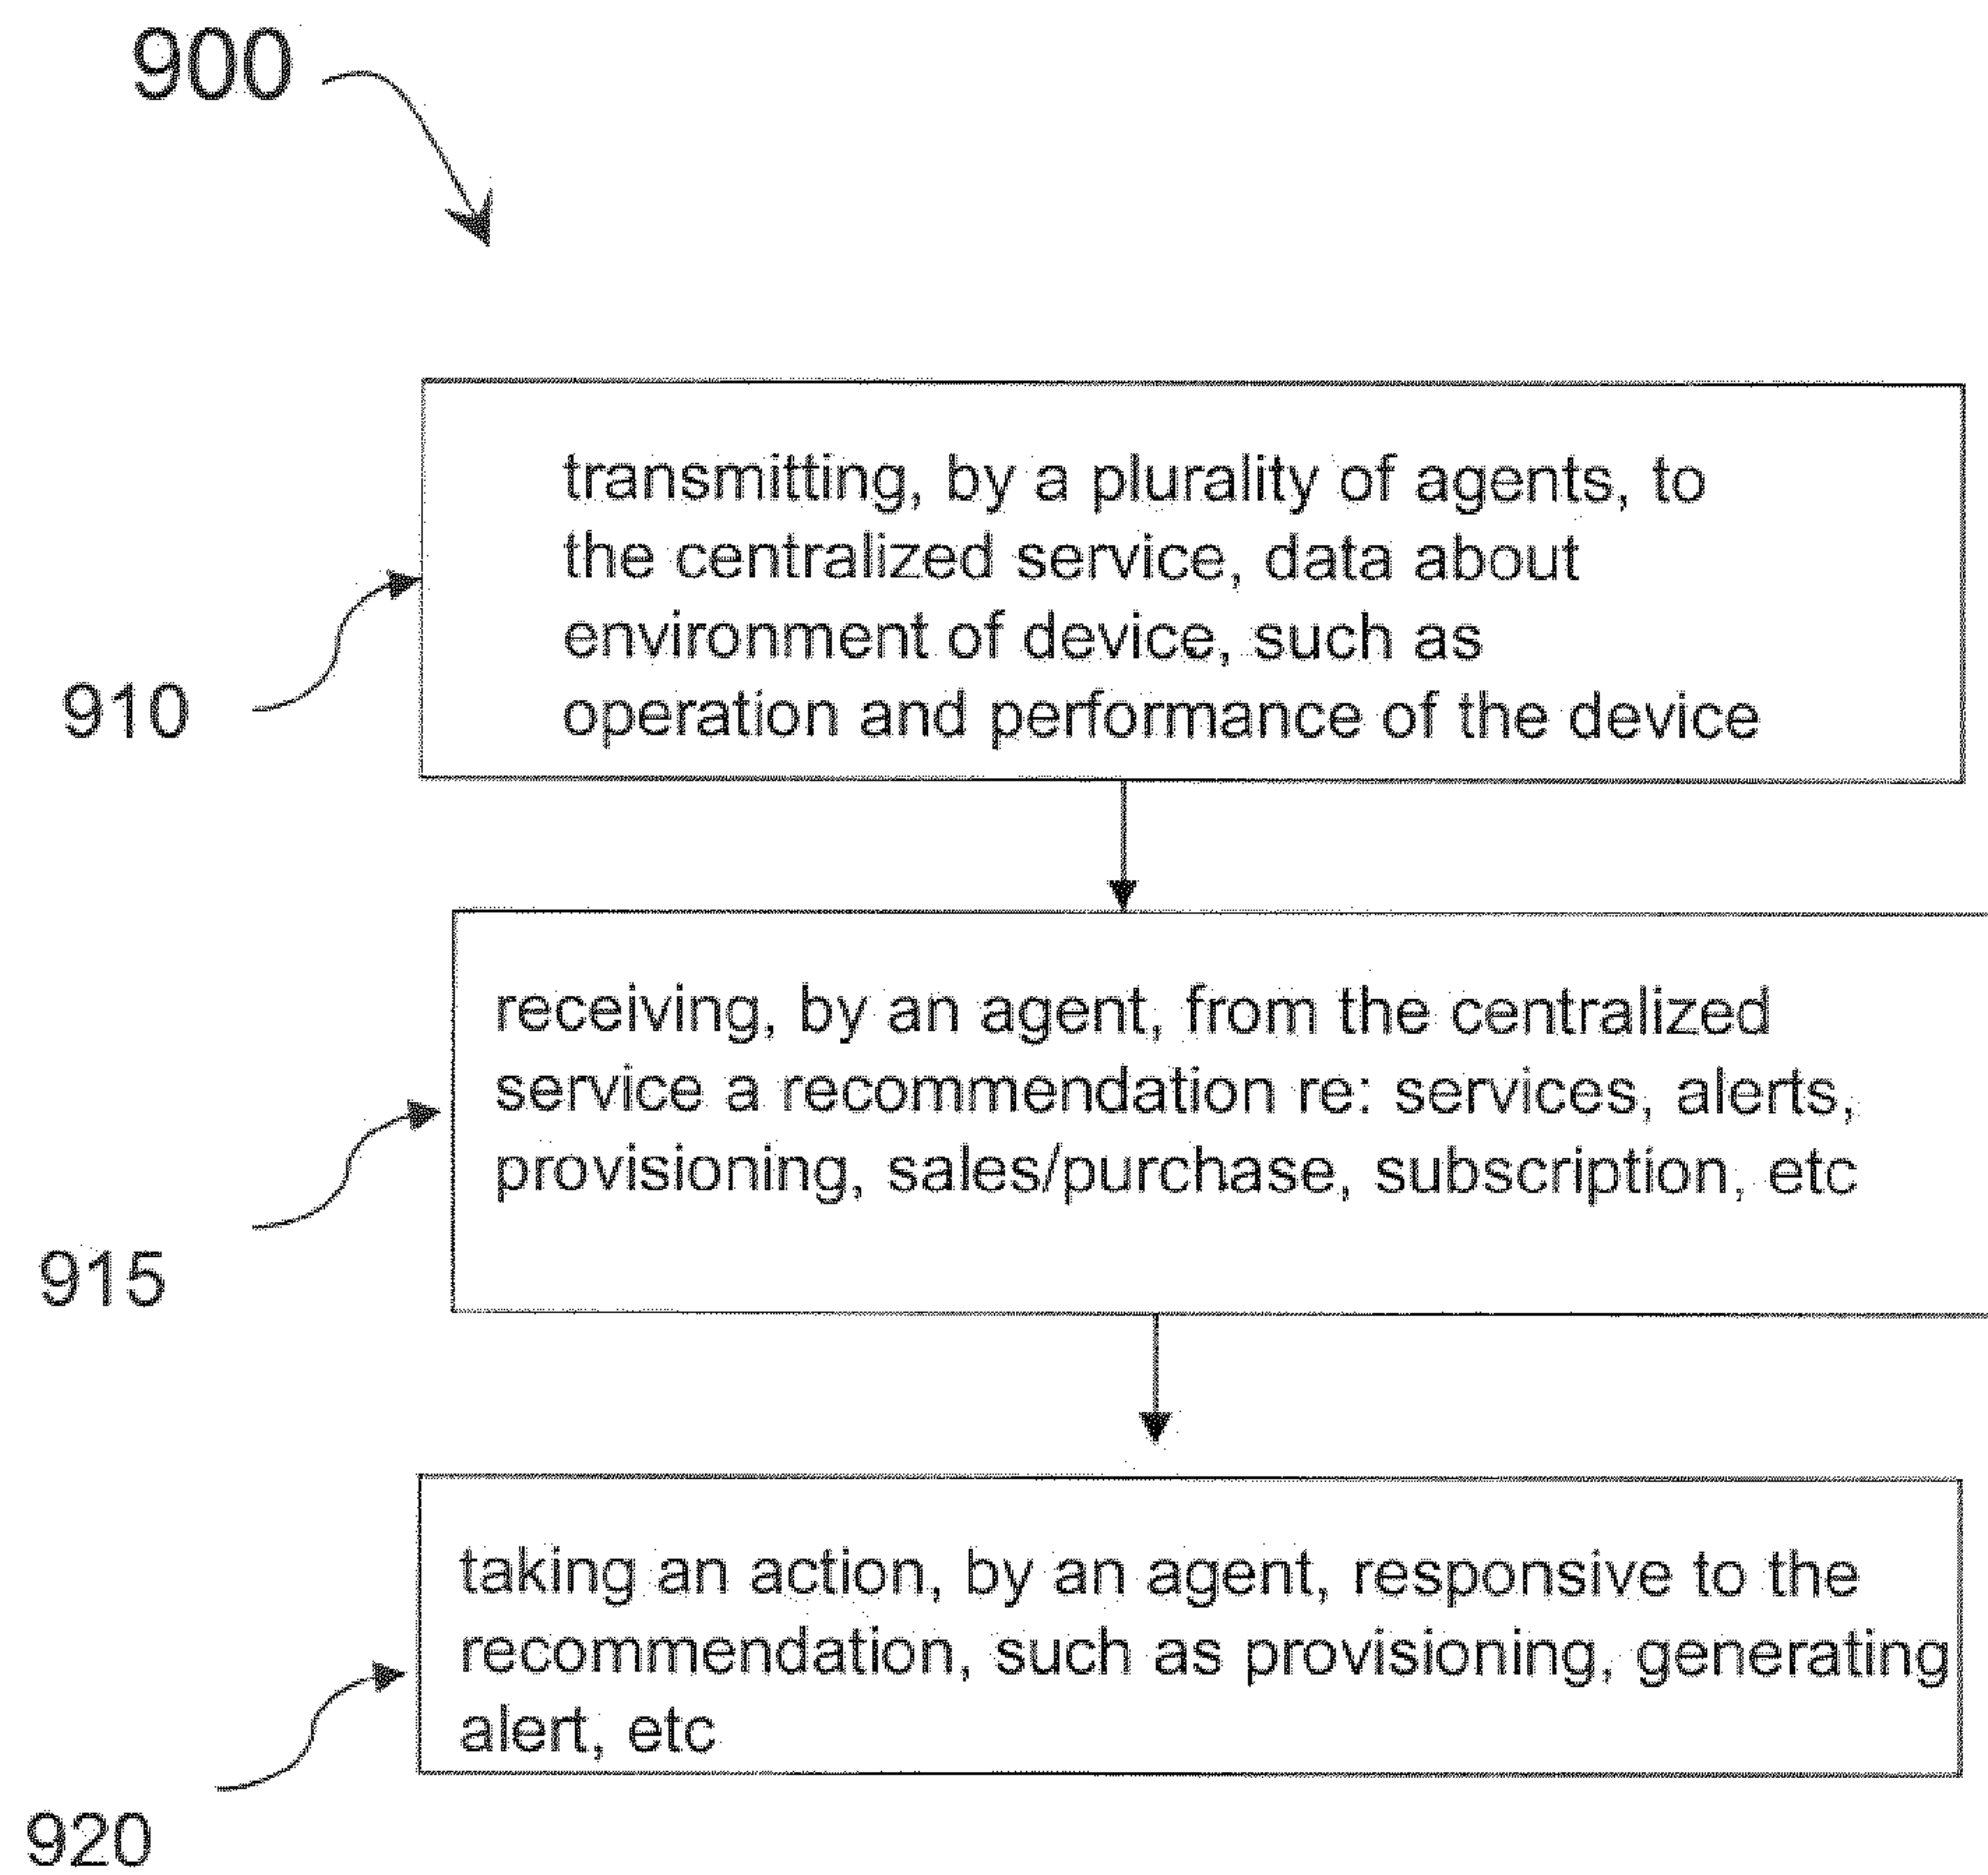 900
transmitting, by a plurality of agents, to
the centralized service, data about
environment of device, such as
operation and performance of the device
910
receiving, by an agent, from the centralized
service a recommendation re: services, alerts,
provisioning, sales/purchase, subscription, etc
915
taking an action, by an agent, responsive to the
recommendation, such as provisioning, generating
alert, etc
920